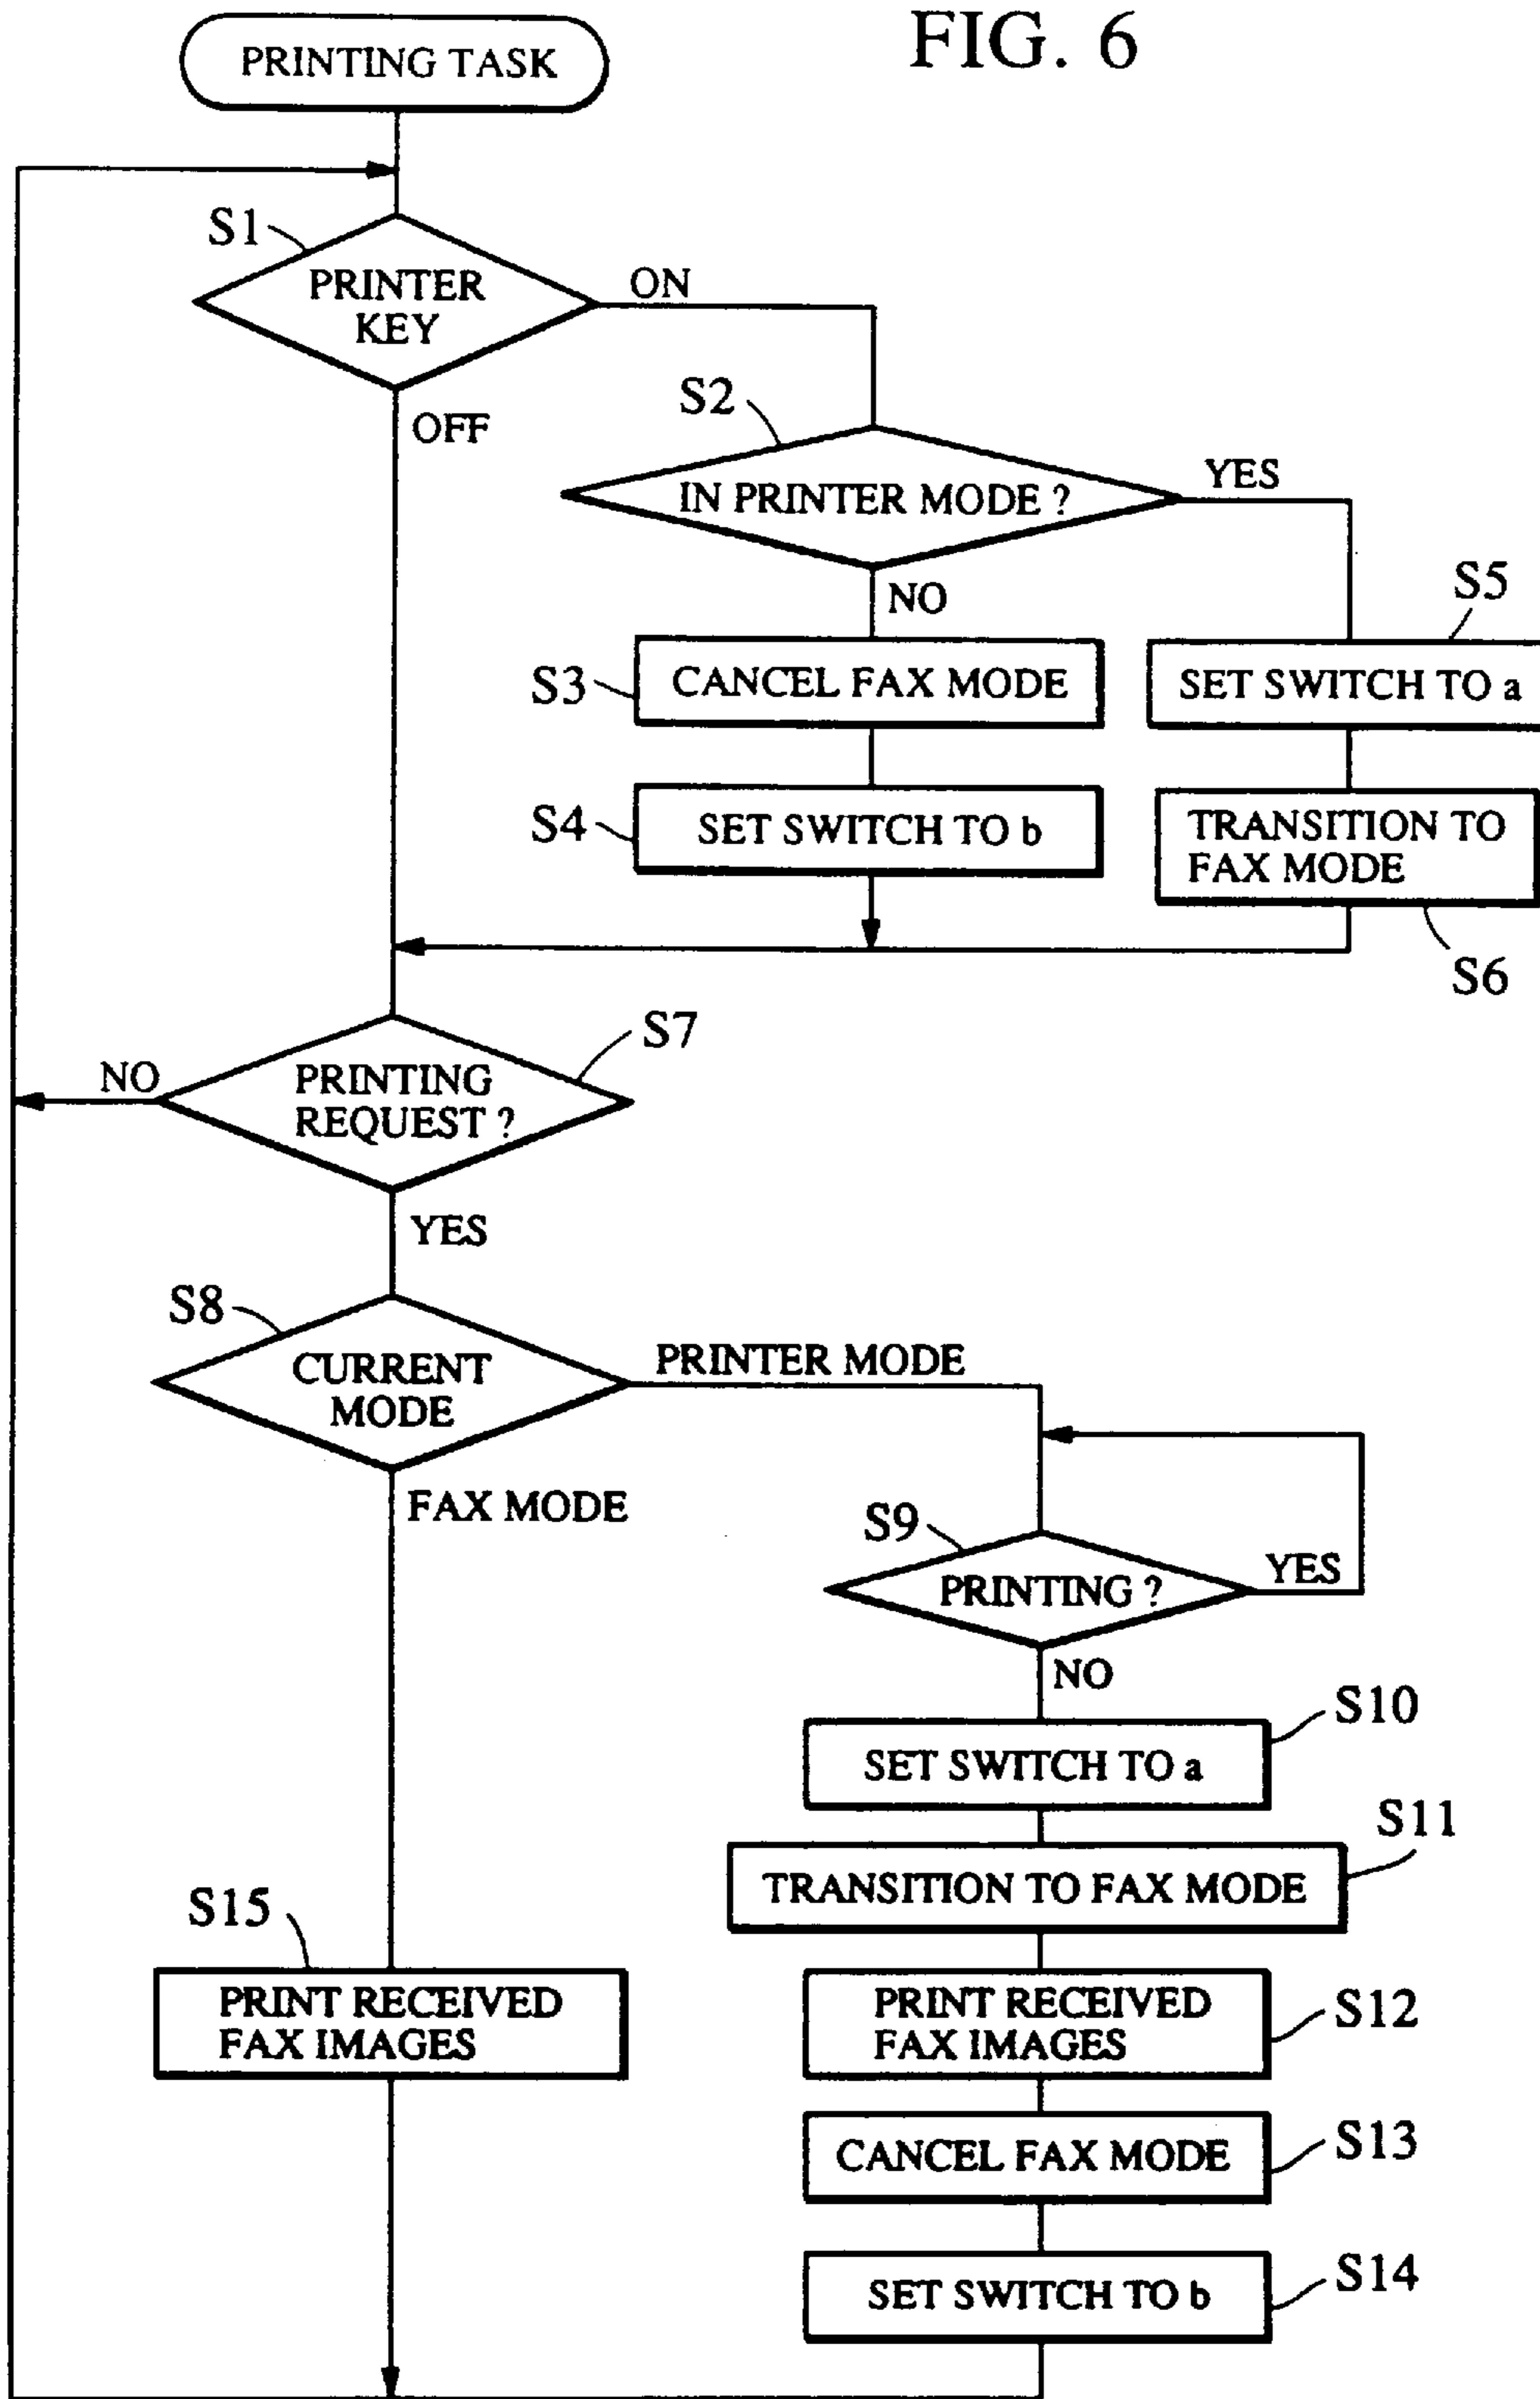 FIG. 6
PRINTING TASK
S1
PRINTER
KEY
ON
OFF
S2
IN PRINTER MODE ?
YES
NO
S3
CANCEL FAX MODE
S4
SET SWITCH TO b
S5
SET SWITCH TO a
TRANSITION TO
FAX MODE
S6
S7
PRINTING
REQUEST ?
NO
YES
S8
CURRENT
MODE
PRINTER MODE
FAX MODE
S9
PRINTING ?
YES
NO
S10
SET SWITCH TO a
S11
TRANSITION TO FAX MODE
S15
PRINT RECEIVED
FAX IMAGES
PRINT RECEIVED
FAX IMAGES
S12
CANCEL FAX MODE
S13
SET SWITCH TO b
S14